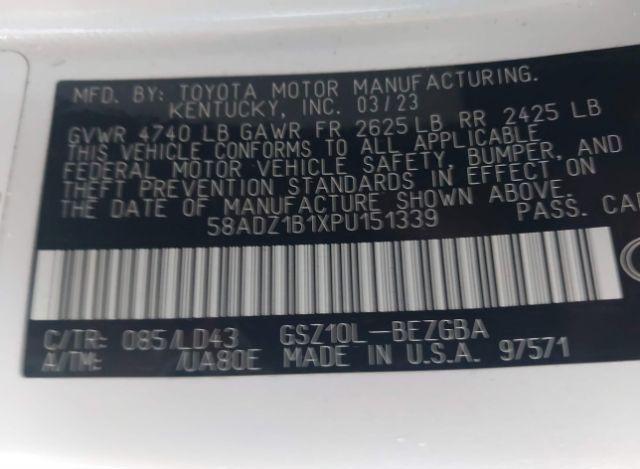 MFD. BY: TOYOTA MOTOR MANUFACTURING.
KENTUCKY, INC. 03/23
GVWR 4740 LB GAWR FR 2625 LB RR 2425 LB
THIS VEHICLE CONFORMS TO ALL APPLICABLE
FEDERAL MOTOR VEHICLE SAFETY, BUMPER, AND
THEFT PREVENTION STANDARDS IN EFFECT ON
THE DATE OF MANUFACTURE SHOWN ABOVE.
58ADZ1B1XPU151339 PASS. CAR
C/TR: 085/LD43 GSZ10L-BEZGBA
A/TM: /UA80E MADE IN U.S.A. 97571